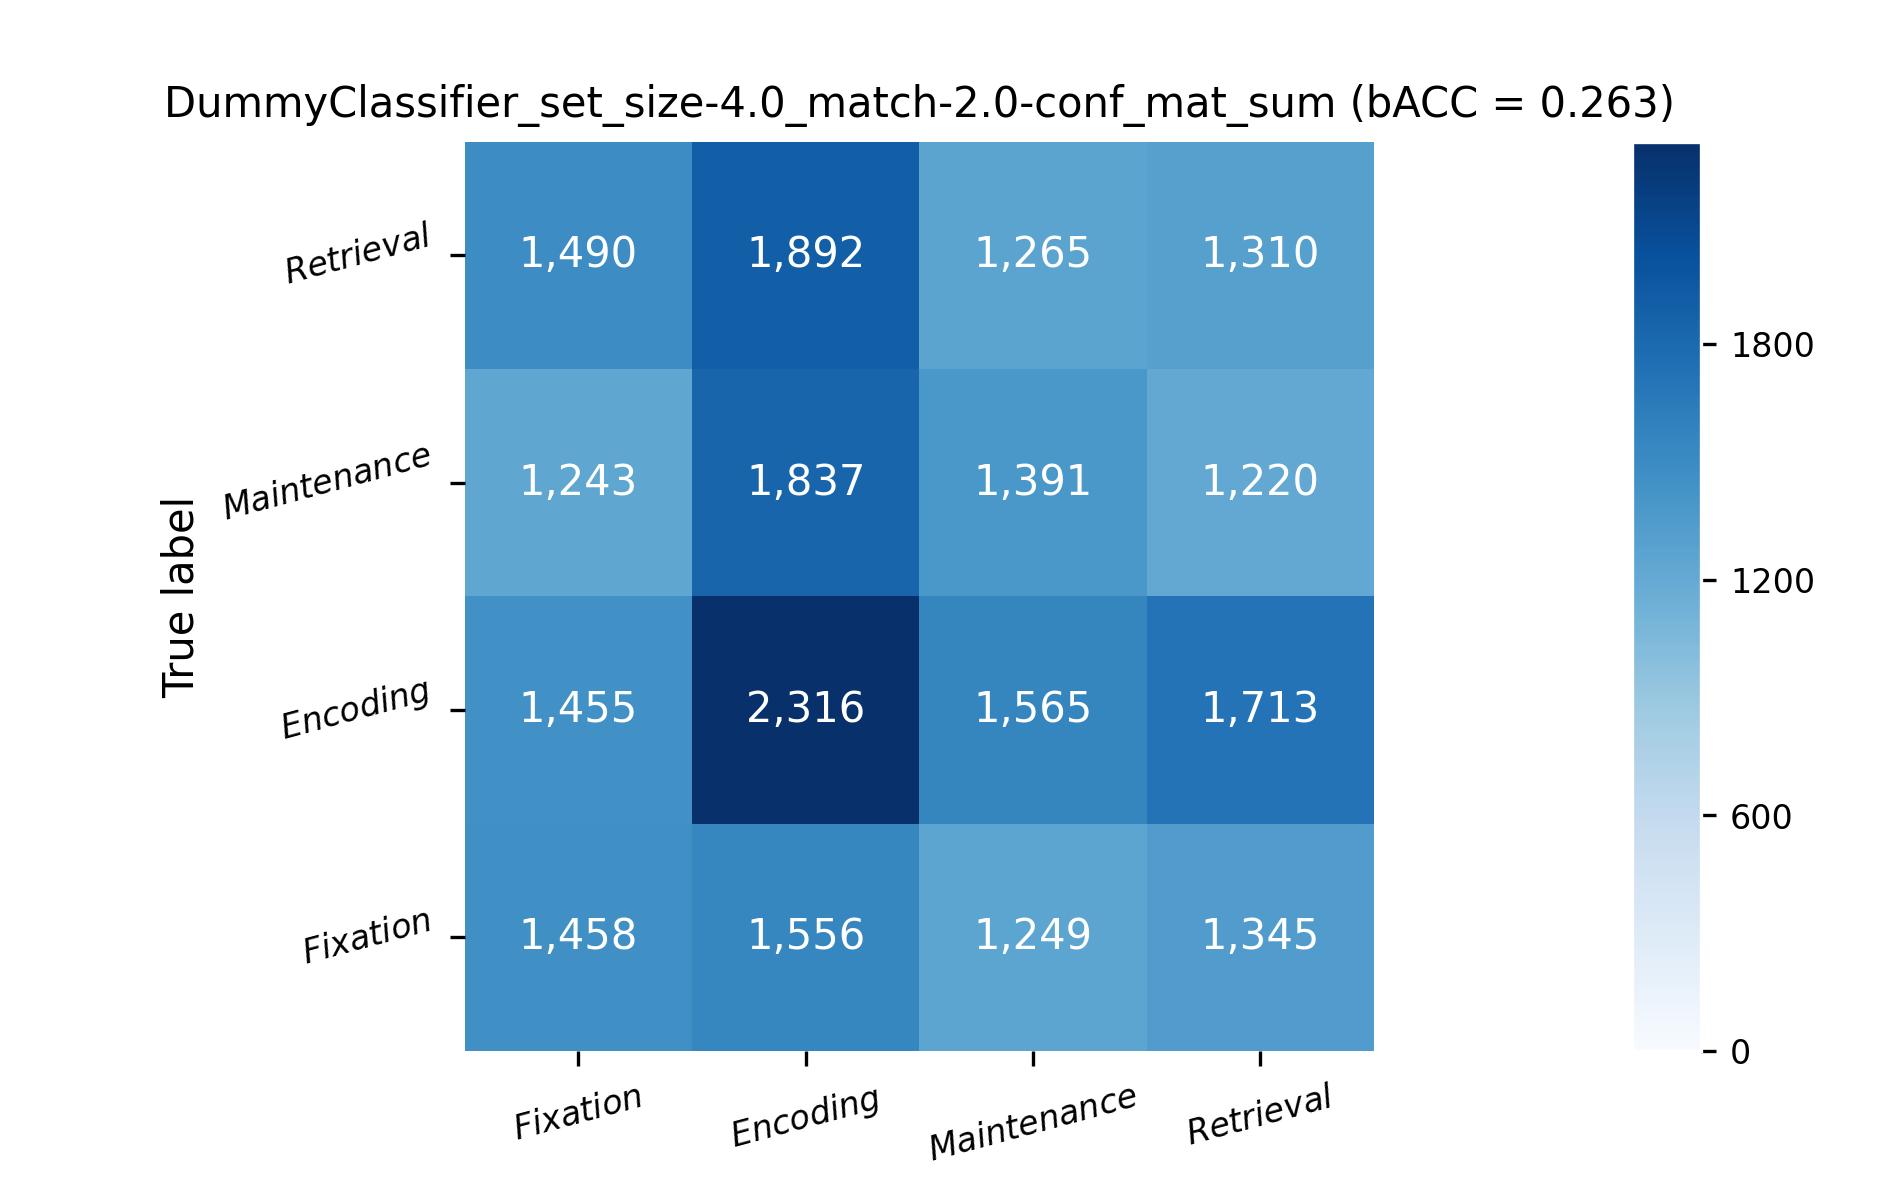 DummyClassifier_set_size-4.0_match-2.0-conf_mat_sum (bACC = 0.263)
True label
Retrieval 1,490 1,892 1,265 1,310
Maintenance 1,243 1,837 1,391 1,220
Encoding 1,455 2,316 1,565 1,713
Fixation 1,458 1,556 1,249 1,345
Fixation Encoding Maintenance Retrieval
1800
1200
600
0